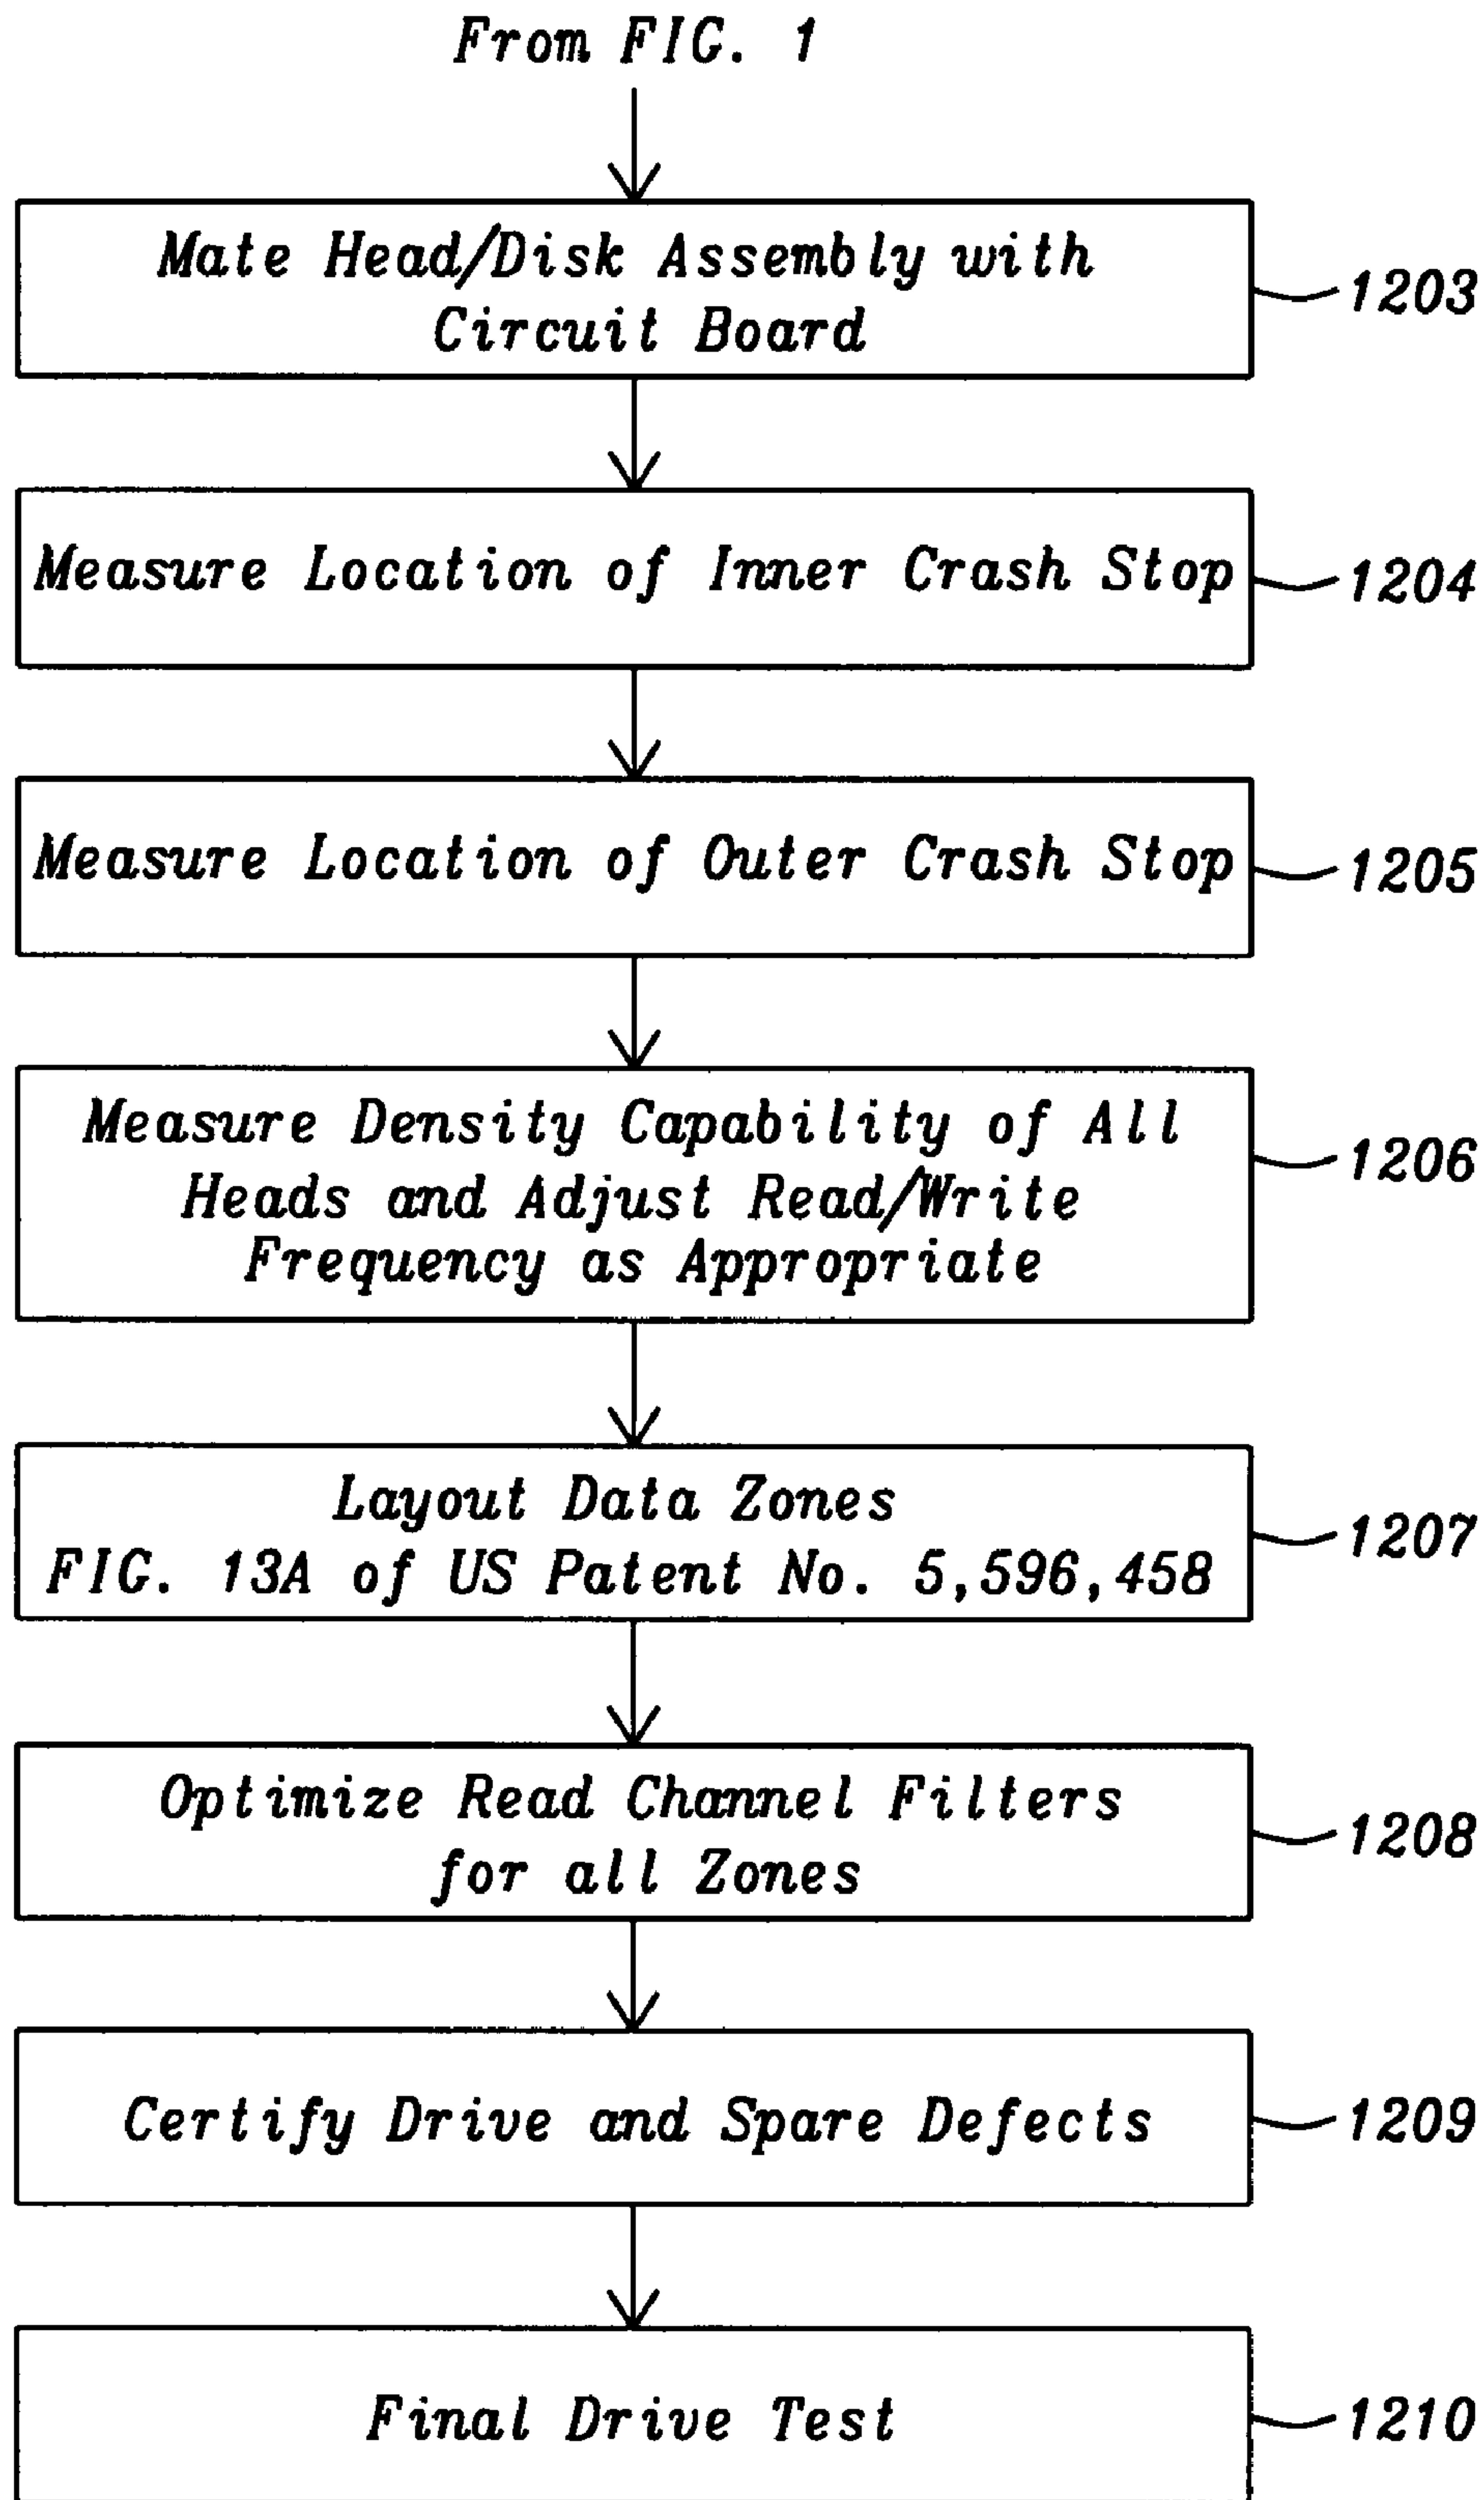 From FIG. 1
Mate Head/Disk Assembly with
Circuit Board
1203
Measure Location of Inner Crash Stop
1204
Measure Location of Outer Crash Stop
1205
Measure Density Capability of All
Heads and Adjust Read/Write
Frequency as Appropriate
1206
Layout Data Zones
FIG. 13A of US Patent No. 5,596,458
1207
Optimize Read Channel Filters
for all Zones
1208
Certify Drive and Spare Defects
1209
Final Drive Test
1210